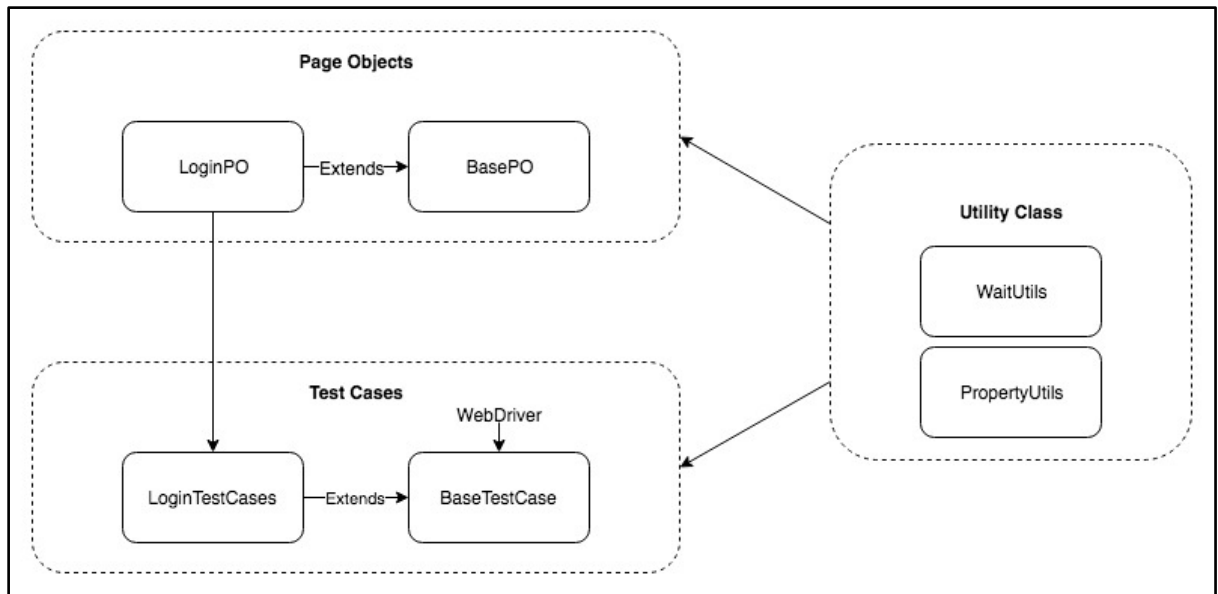 Page Objects
LoginPO
Extends
BasePO
Utility Class
WaitUtils
PropertyUtils
Test Cases
WebDriver
LoginTestCases
Extends
BaseTestCase